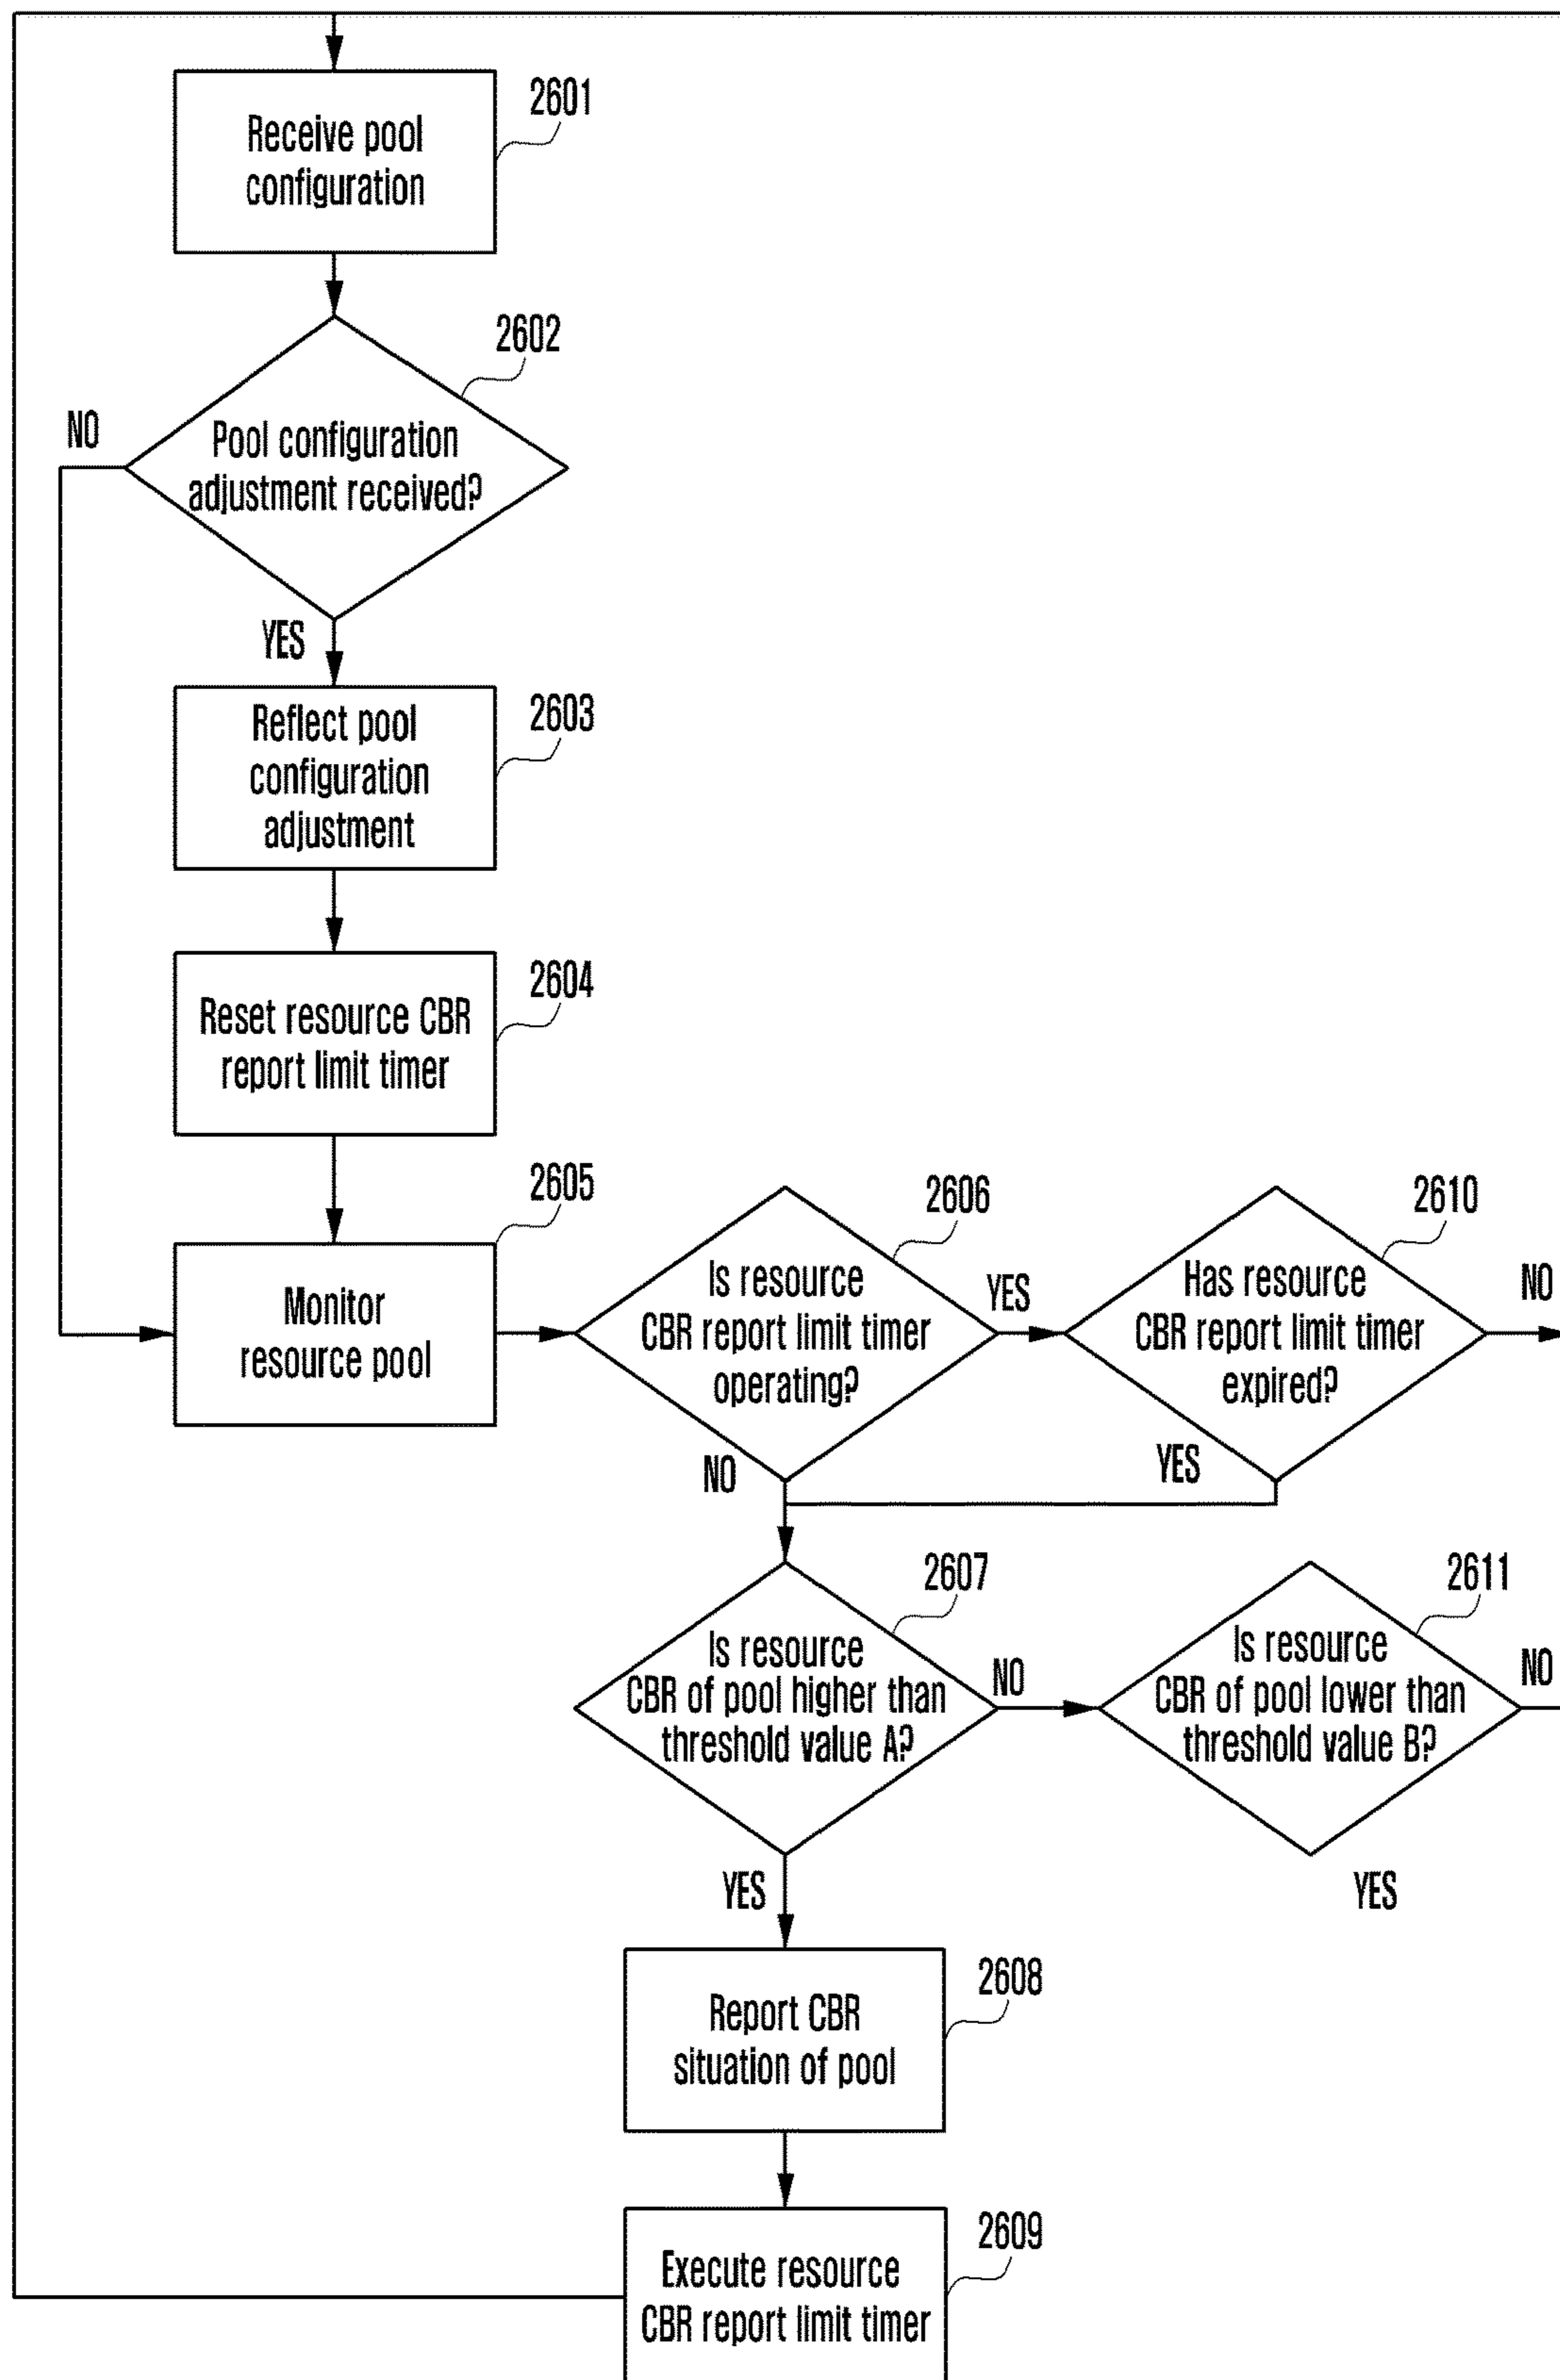 2601
Receive pool
configuration
2602
NO
Pool configuration
adjustment received?
YES
2603
Reflect pool
configuration
adjustment
2604
Reset resource CBR
report limit timer
2605
Monitor
resource pool
2606
Is resource
CBR report limit timer
operating?
YES
NO
2610
Has resource
CBR report limit timer
expired?
NO
YES
2607
Is resource
CBR of pool higher than
threshold value A?
NO
YES
2611
Is resource
CBR of pool lower than
threshold value B?
NO
YES
2608
Report CBR
situation of pool
2609
Execute resource
CBR report limit timer